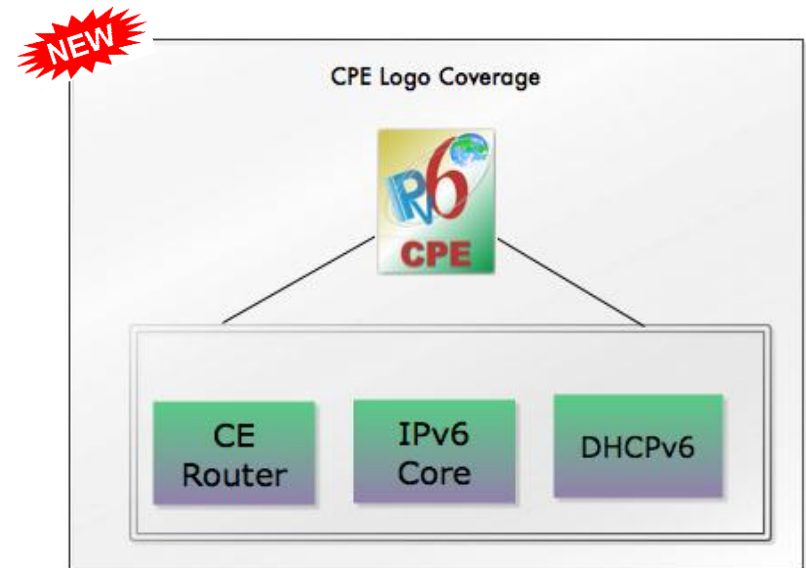 NEW
CPE Logo Coverage
IPv6
CPE
CE
Router
IPv6
Core
DHCPv6